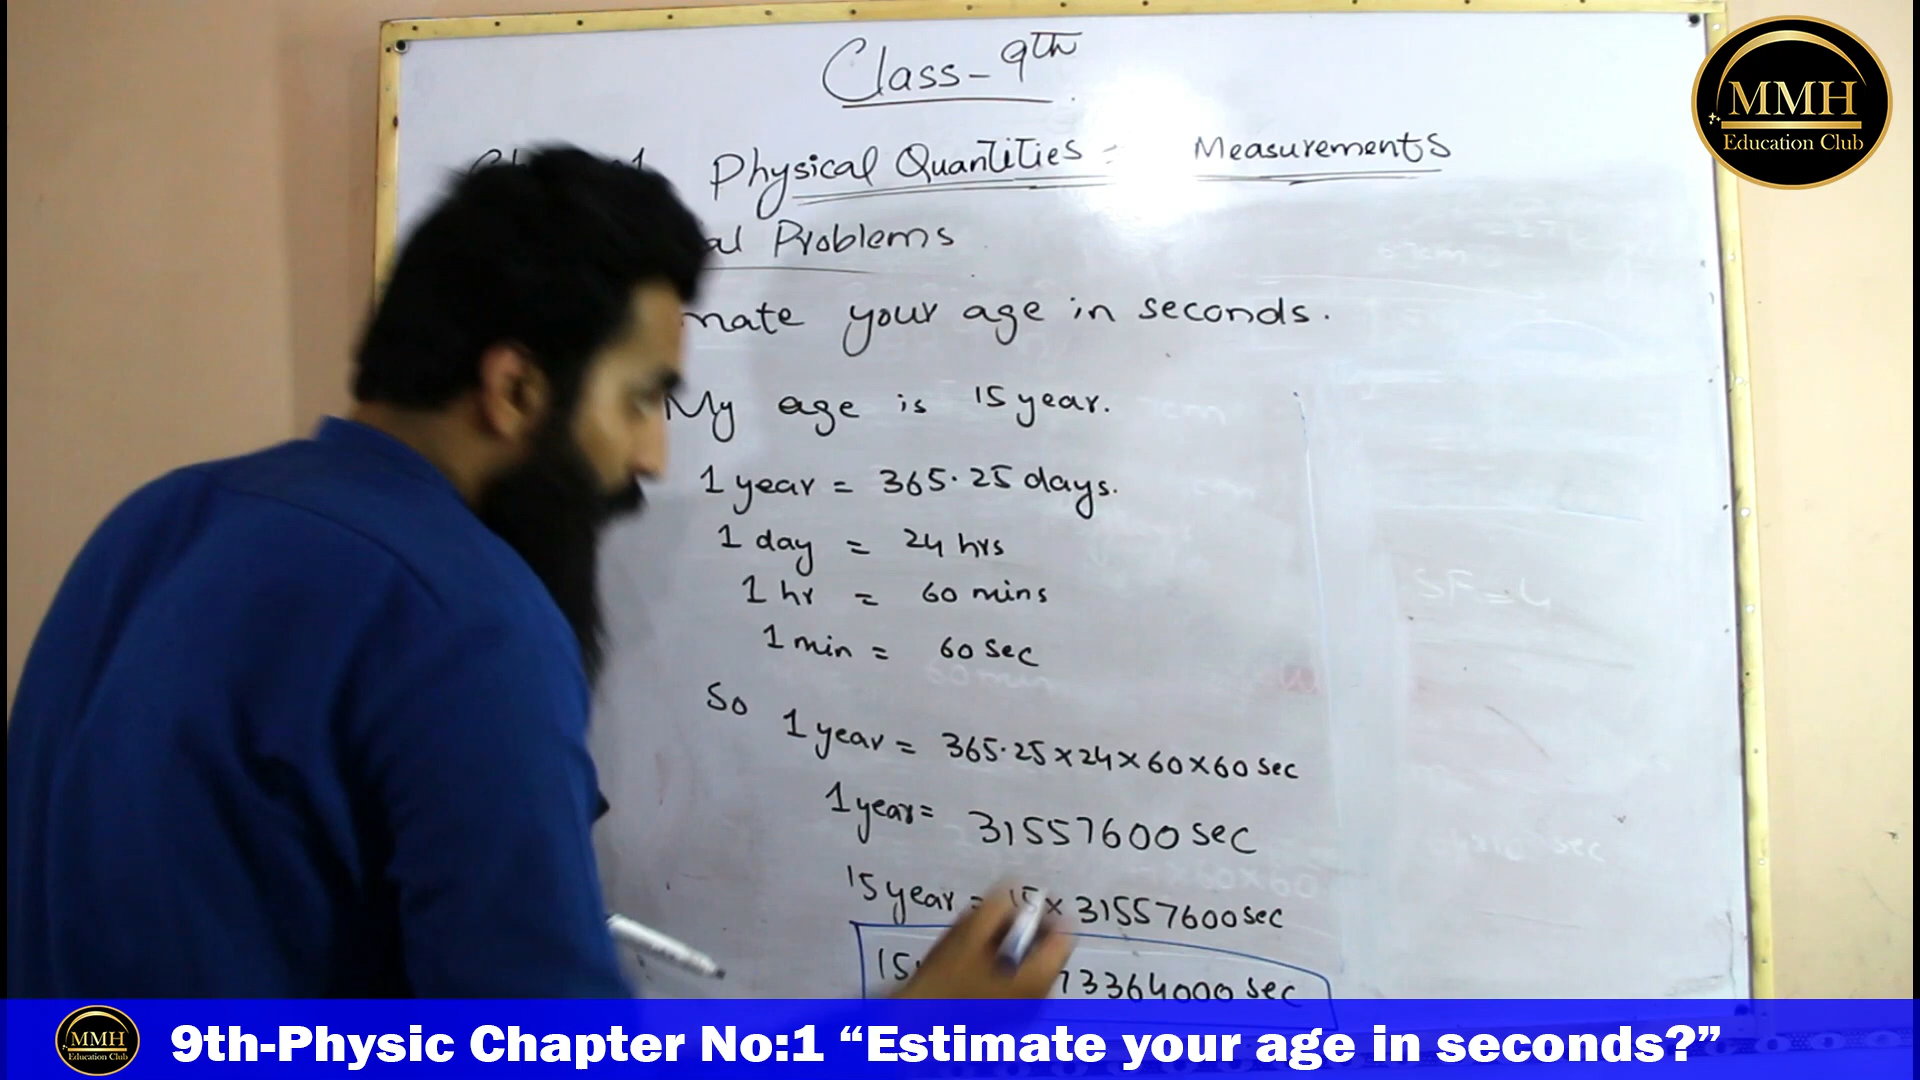 Class-9th
Physical Quantities Measurements
Problems
your age in seconds.
My age is 15 year.
1 year = 365.25 days.
1 day = 24 hrs
1 hr = 60 mins
1 min = 60 sec
So 1 year = 365.25×24×60×60 sec
1 year = 31557600 sec
15 year = 15×31557600 sec
73364000 sec
MMH
Education Club
MMH
Education Club
9th-Physic Chapter No:1 “Estimate your age in seconds?”